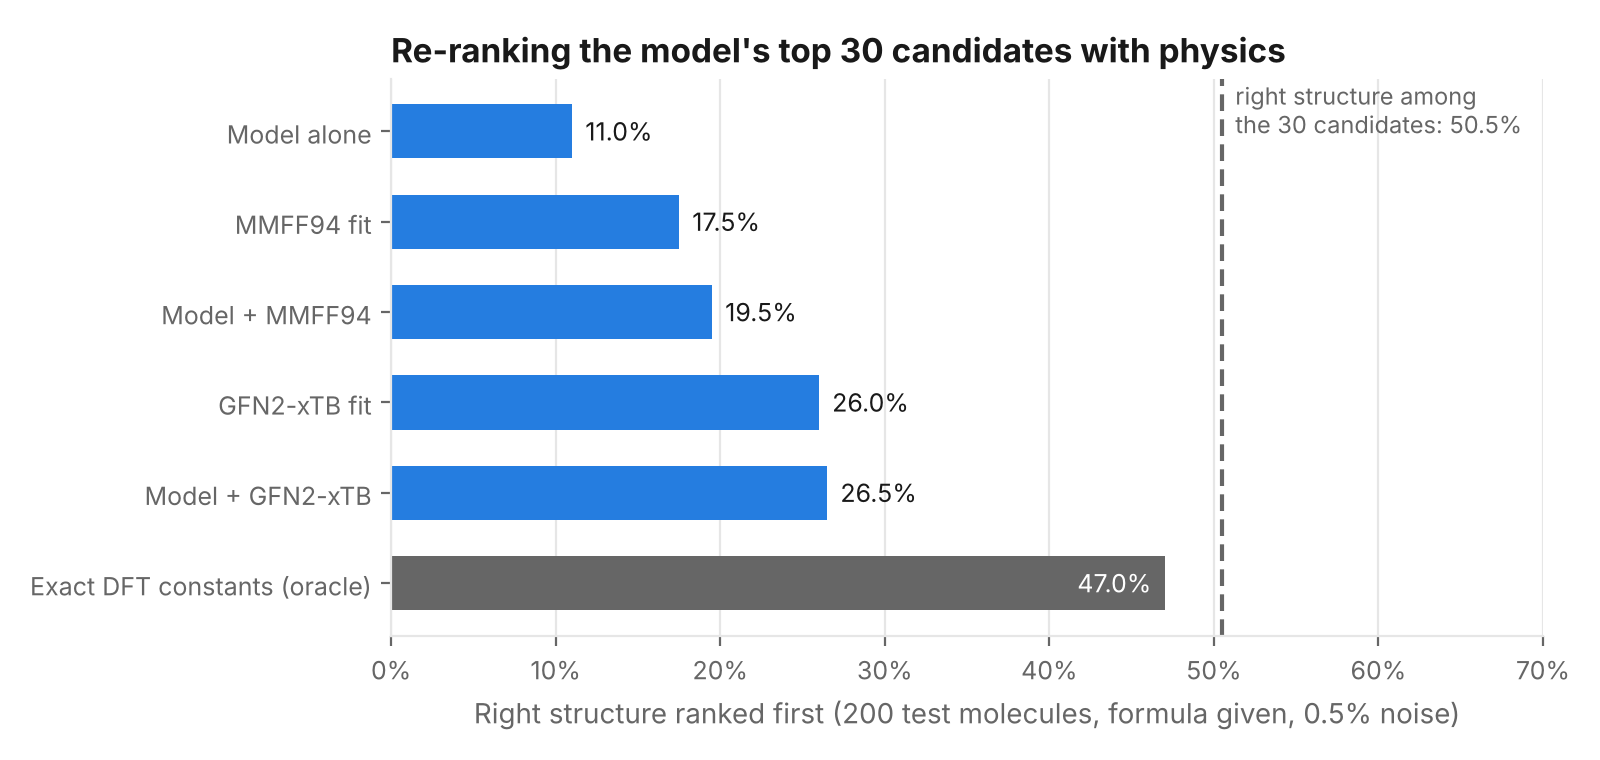 Re-ranking the model's top 30 candidates with physics
right structure among
the 30 candidates: 50.5%
Model alone
11.0%
MMFF94 fit
17.5%
Model + MMFF94
19.5%
GFN2-xTB fit
26.0%
Model + GFN2-xTB
26.5%
Exact DFT constants (oracle)
47.0%
0% 10% 20% 30% 40% 50% 60% 70%
Right structure ranked first (200 test molecules, formula given, 0.5% noise)